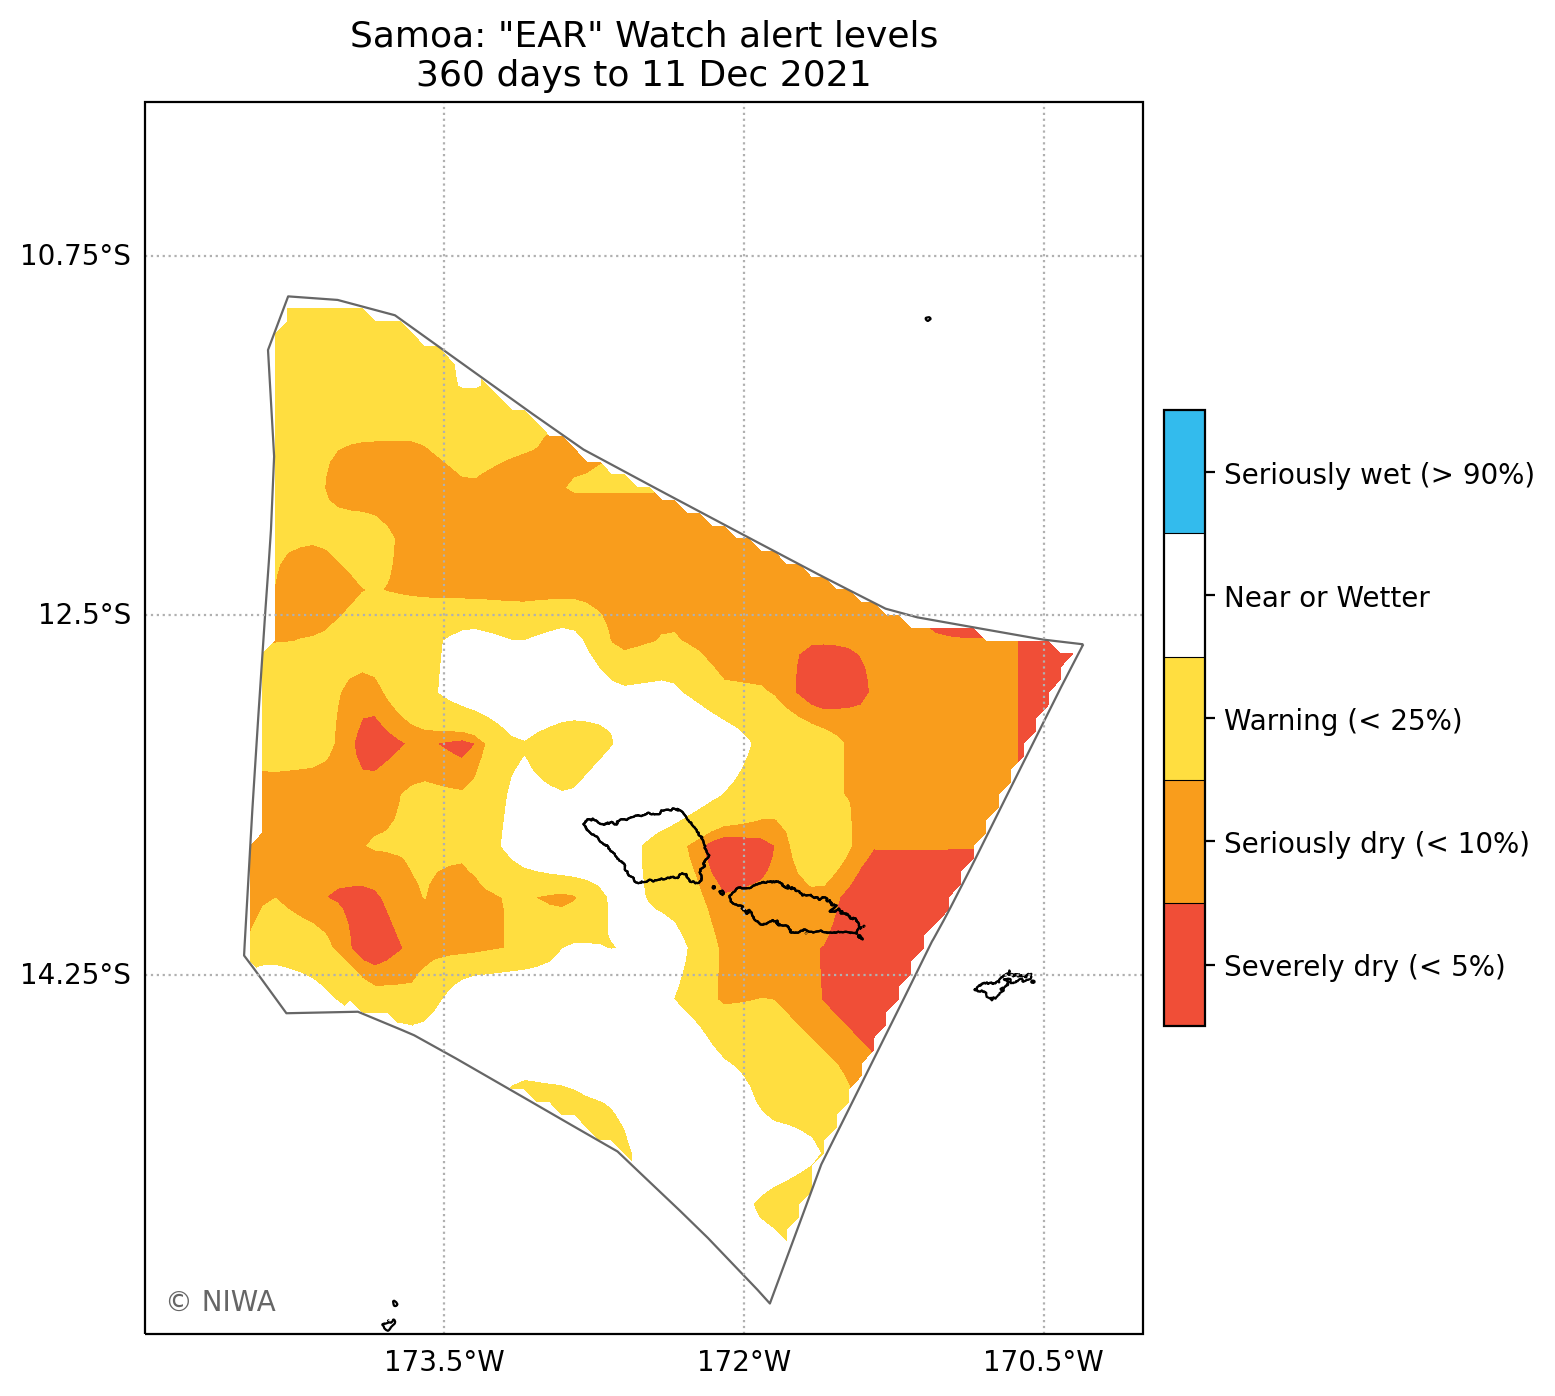 Samoa: "EAR" Watch alert levels
360 days to 11 Dec 2021
10.75°S
12.5°S
14.25°S
173.5°W
172°W
170.5°W
Seriously wet (> 90%)
Near or Wetter
Warning (< 25%)
Seriously dry (< 10%)
Severely dry (< 5%)
© NIWA